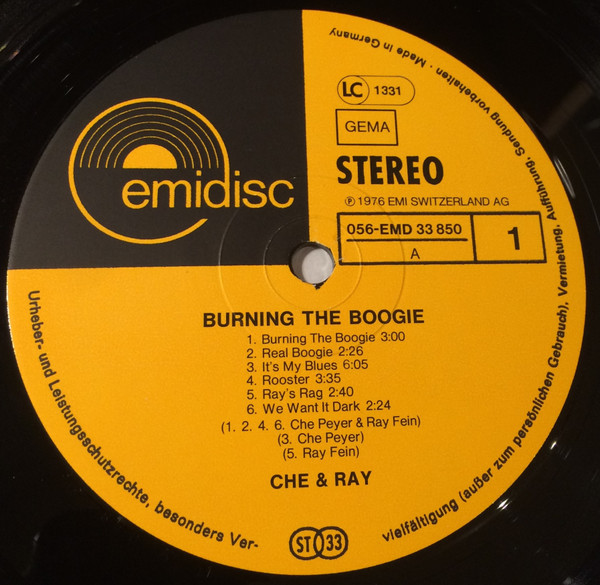 emidisc
LC 1331
GEMA
STEREO
Ⓟ 1976 EMI SWITZERLAND AG
056-EMD 33 850
A
1
BURNING THE BOOGIE
1. Burning The Boogie 3:00
2. Real Boogie 2:26
3. It's My Blues 6:05
4. Rooster 3:35
5. Ray's Rag 2:40
6. We Want It Dark 2:24
(1. 2. 4. 6. Che Peyer & Ray Fein)
(3. Che Peyer)
(5. Ray Fein)
CHE & RAY
ST 33
Urheber- und Leistungsschutzrechte, besonders Ver-
vielfältigung (außer zum persönlichen Gebrauch), Vermietung, Aufführung, Sendung vorbehalten · Made in Germany